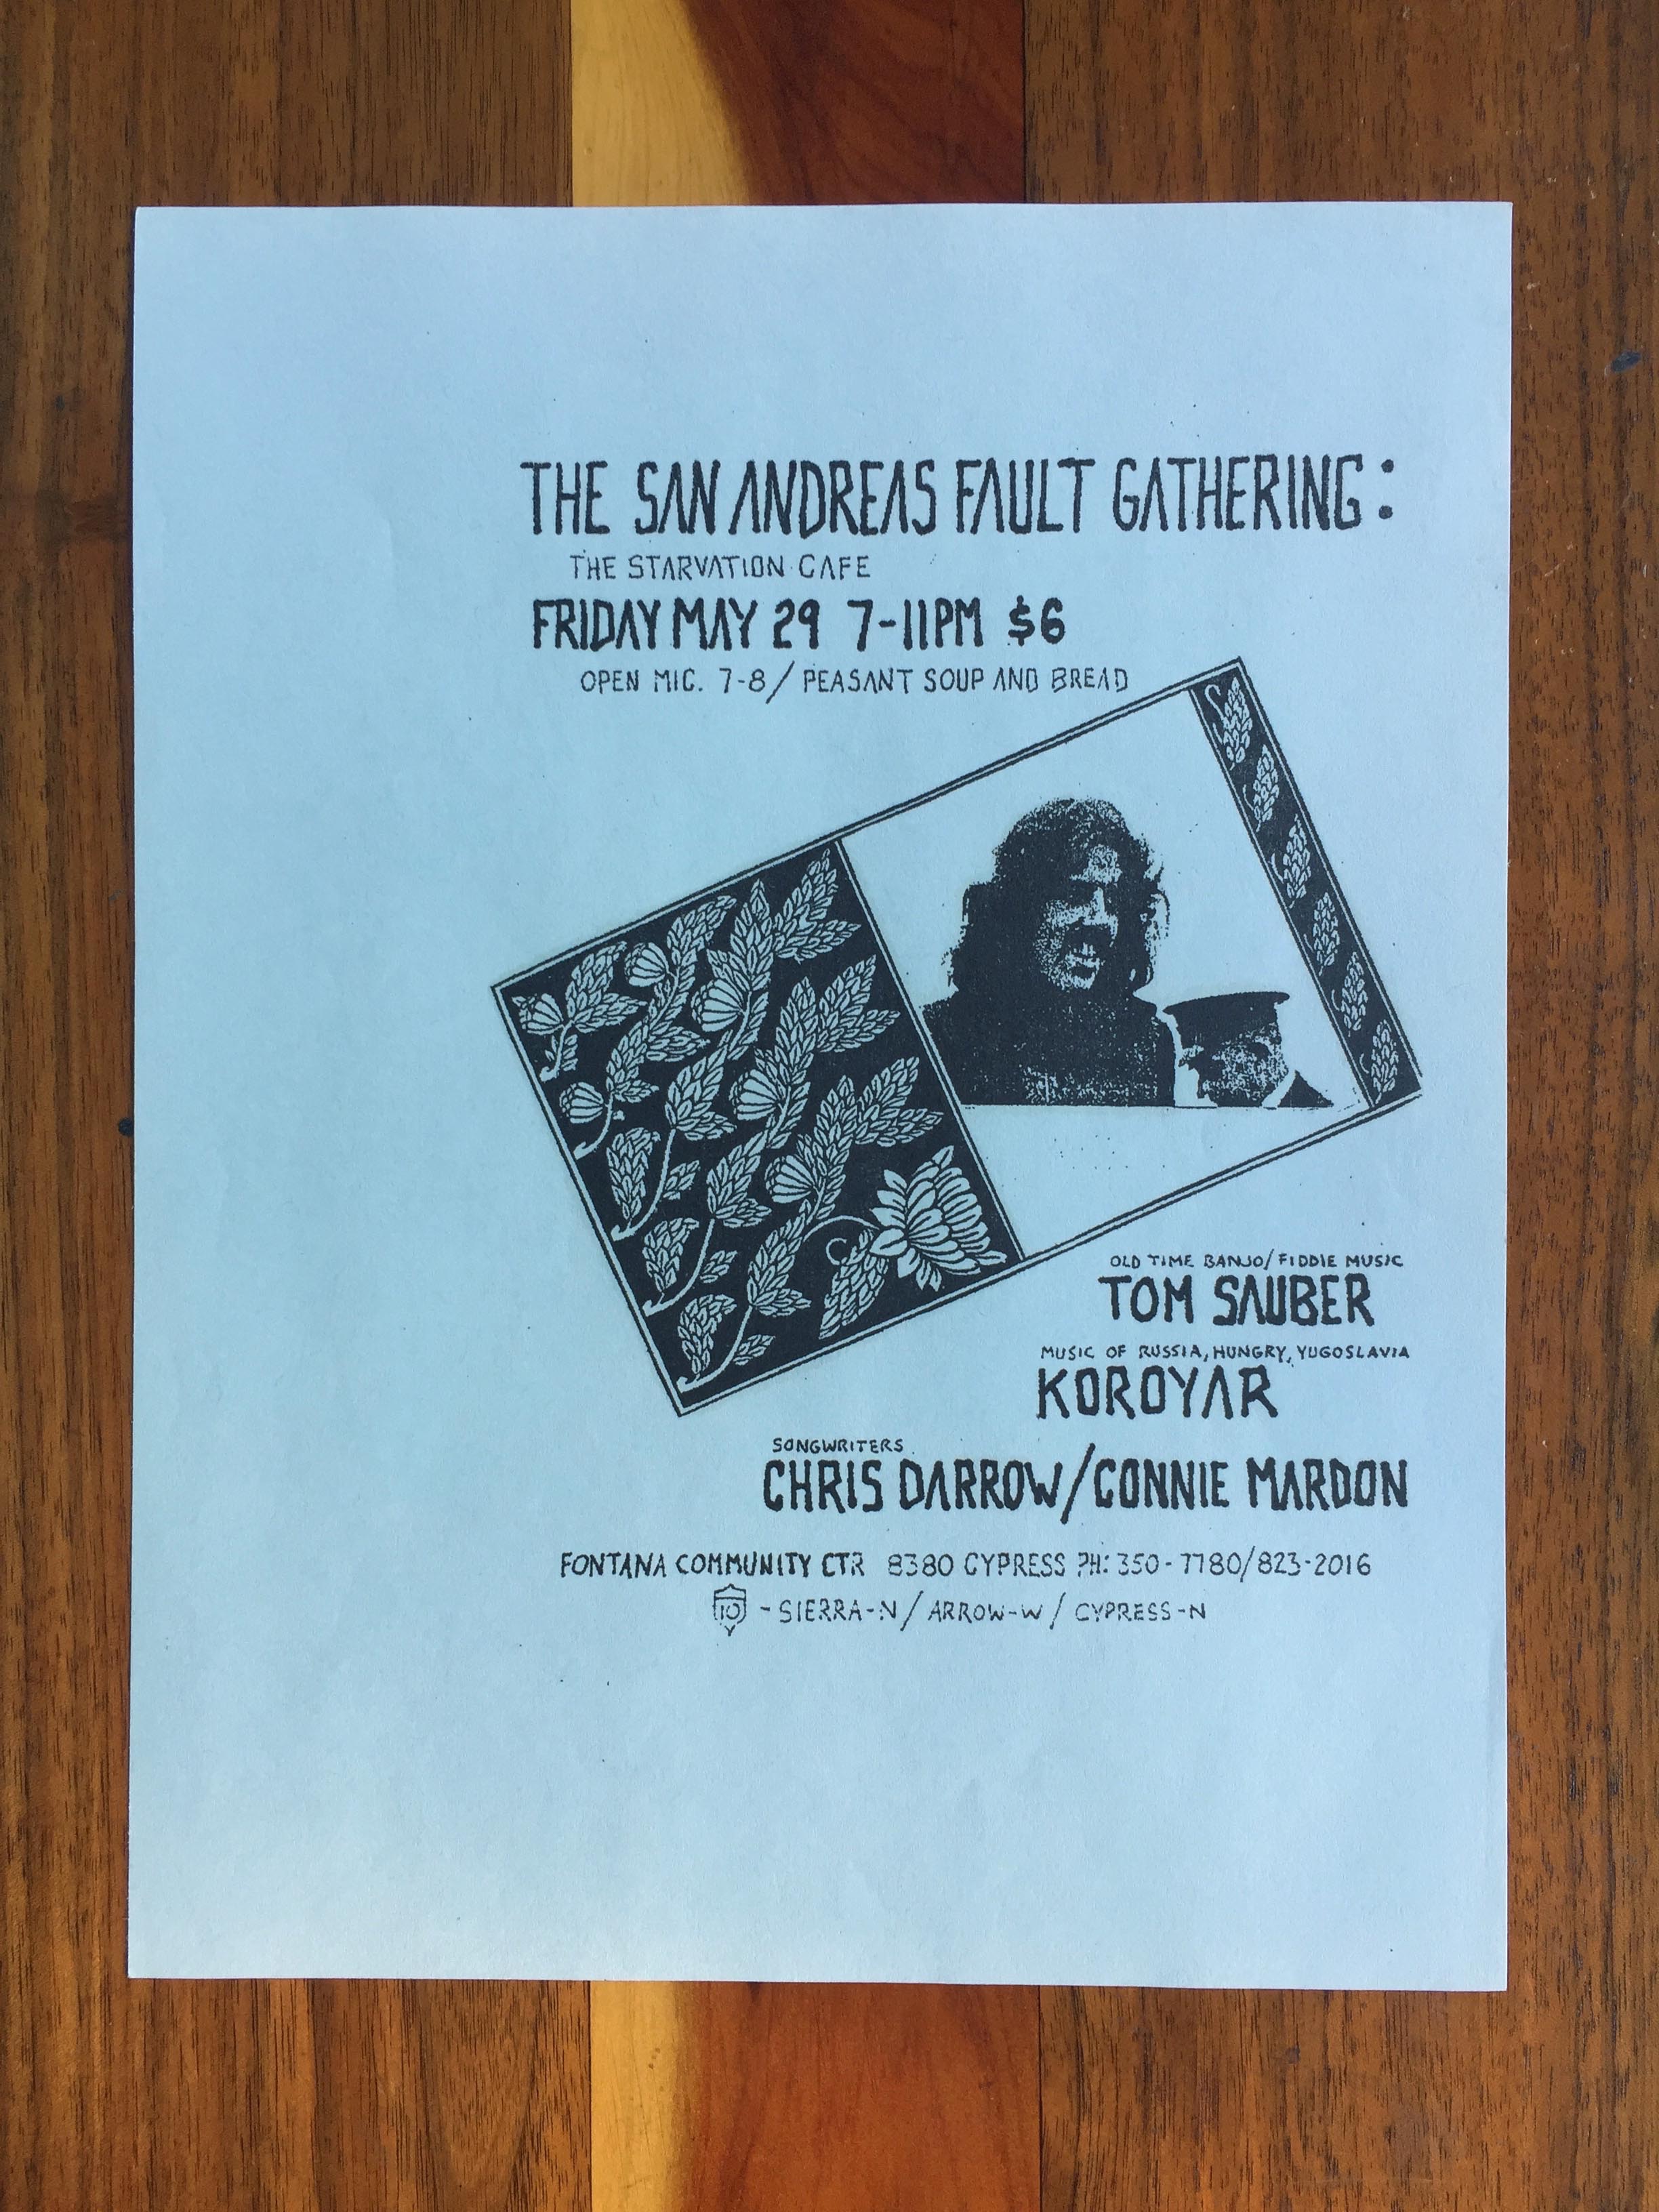 THE SAN ANDREAS FAULT GATHERING:
THE STARVATION CAFE
FRIDAY MAY 29 7-11PM $6
OPEN MIC. 7-8/ PEASANT SOUP AND BREAD
OLD TIME BANJO/FIDDIE MUSIC
TOM SAUBER
MUSIC OF RUSSIA, HUNGRY, YUGOSLAVIA
KOROYAR
SONGWRITERS
CHRIS DARROW/CONNIE MARDON
FONTANA COMMUNITY CTR 8380 CYPRESS PH: 350-7780/823-2016
10 -SIERRA-N/ ARROW-W/ CYPRESS-N